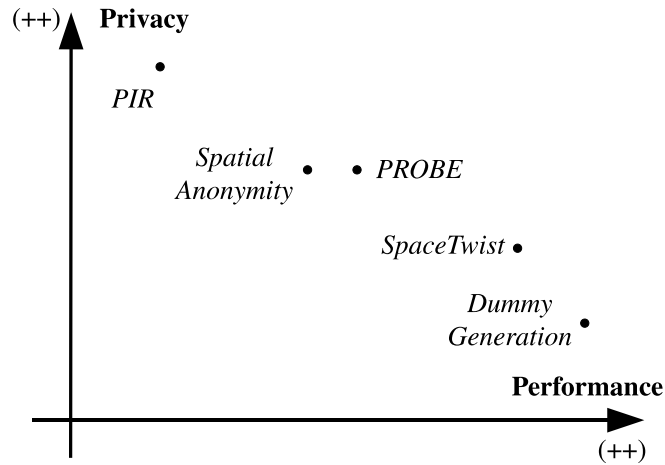 (++) Privacy
PIR
Spatial
Anonymity
PROBE
SpaceTwist
Dummy
Generation
Performance
(++)